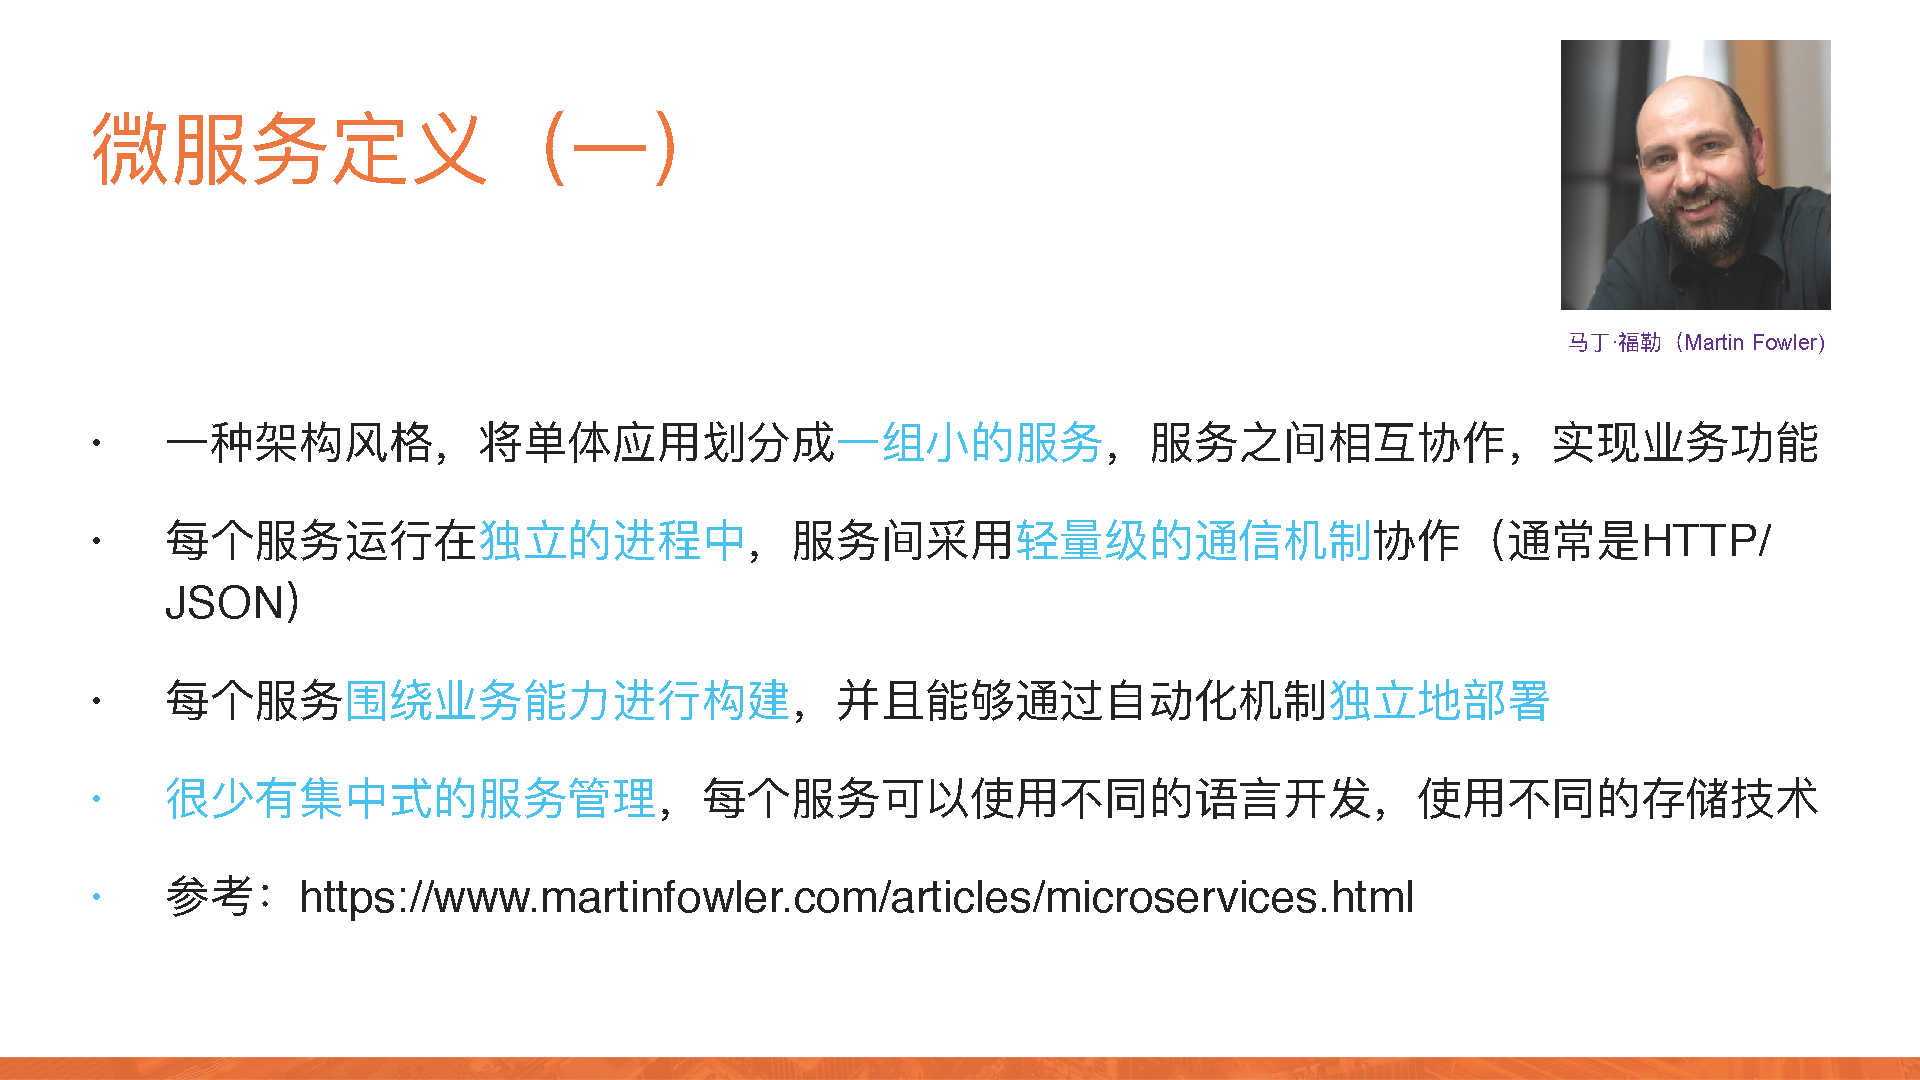 微服务定义（一）
马丁·福勒（Martin Fowler)
· 一种架构风格，将单体应用划分成一组小的服务，服务之间相互协作，实现业务功能
· 每个服务运行在独立的进程中，服务间采用轻量级的通信机制协作（通常是HTTP/
JSON）
· 每个服务围绕业务能力进行构建，并且能够通过自动化机制独立地部署
· 很少有集中式的服务管理，每个服务可以使用不同的语言开发，使用不同的存储技术
· 参考：https://www.martinfowler.com/articles/microservices.html